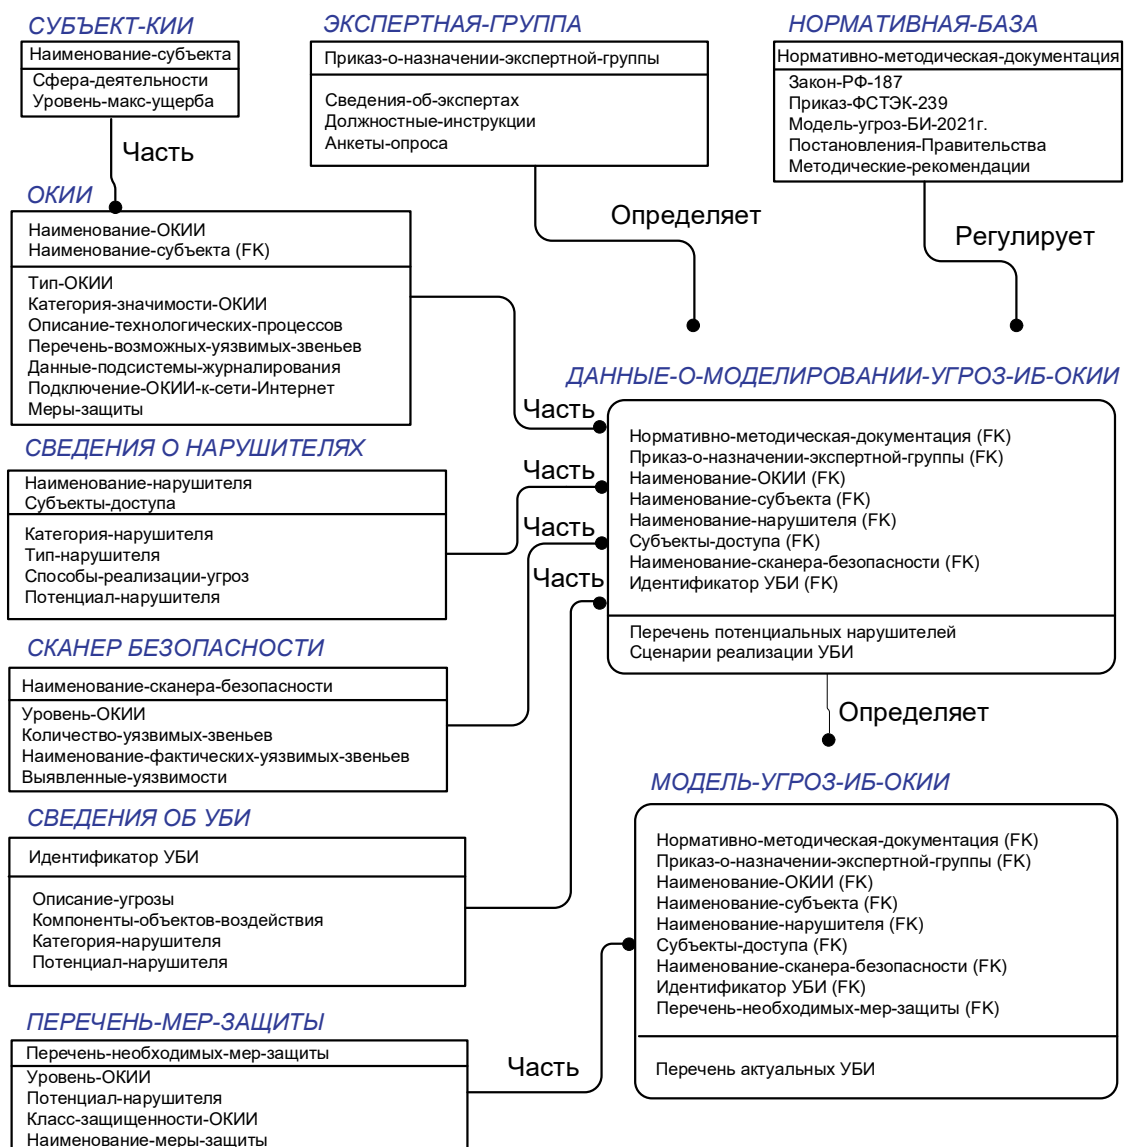 СУБЪЕКТ-КИИ
Наименование-субъекта
Сфера-деятельности
Уровень-макс-ущерба
Часть
ЭКСПЕРТНАЯ-ГРУППА
Приказ-о-назначении-экспертной-группы
Сведения-об-экспертах
Должностные-инструкции
Анкеты-опроса
Определяет
НОРМАТИВНАЯ-БАЗА
Нормативно-методическая-документация
Закон-РФ-187
Приказ-ФСТЭК-239
Модель-угроз-БИ-2021г.
Постановления-Правительства
Методические-рекомендации
Регулирует
ОКИИ
Наименование-ОКИИ
Наименование-субъекта (FK)
Тип-ОКИИ
Категория-значимости-ОКИИ
Описание-технологических-процессов
Перечень-возможных-уязвимых-звеньев
Данные-подсистемы-журналирования
Подключение-ОКИИ-к-сети-Интернет
Меры-защиты
Часть
СВЕДЕНИЯ О НАРУШИТЕЛЯХ
Наименование-нарушителя
Субъекты-доступа
Категория-нарушителя
Тип-нарушителя
Способы-реализации-угроз
Потенциал-нарушителя
Часть
СКАНЕР БЕЗОПАСНОСТИ
Наименование-сканера-безопасности
Уровень-ОКИИ
Количество-уязвимых-звеньев
Наименование-фактических-уязвимых-звеньев
Выявленные-уязвимости
Часть
СВЕДЕНИЯ ОБ УБИ
Идентификатор УБИ
Описание-угрозы
Компоненты-объектов-воздействия
Категория-нарушителя
Потенциал-нарушителя
Часть
ДАННЫЕ-О-МОДЕЛИРОВАНИИ-УГРОЗ-ИБ-ОКИИ
Нормативно-методическая-документация (FK)
Приказ-о-назначении-экспертной-группы (FK)
Наименование-ОКИИ (FK)
Наименование-субъекта (FK)
Наименование-нарушителя (FK)
Субъекты-доступа (FK)
Наименование-сканера-безопасности (FK)
Идентификатор УБИ (FK)
Перечень потенциальных нарушителей
Сценарии реализации УБИ
Определяет
МОДЕЛЬ-УГРОЗ-ИБ-ОКИИ
Нормативно-методическая-документация (FK)
Приказ-о-назначении-экспертной-группы (FK)
Наименование-ОКИИ (FK)
Наименование-субъекта (FK)
Наименование-нарушителя (FK)
Субъекты-доступа (FK)
Наименование-сканера-безопасности (FK)
Идентификатор УБИ (FK)
Перечень-необходимых-мер-защиты (FK)
Перечень актуальных УБИ
ПЕРЕЧЕНЬ-МЕР-ЗАЩИТЫ
Перечень-необходимых-мер-защиты
Уровень-ОКИИ
Потенциал-нарушителя
Класс-защищенности-ОКИИ
Наименование-меры-защиты
Часть